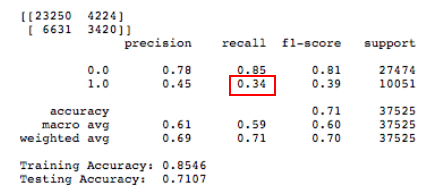 [[23250 4224]
[ 6631 3420]]
precision recall f1-score support
0.0 0.78 0.85 0.81 27474
1.0 0.45 0.34 0.39 10051
accuracy 0.71 37525
macro avg 0.61 0.59 0.60 37525
weighted avg 0.69 0.71 0.70 37525
Training Accuracy: 0.8546
Testing Accuracy: 0.7107